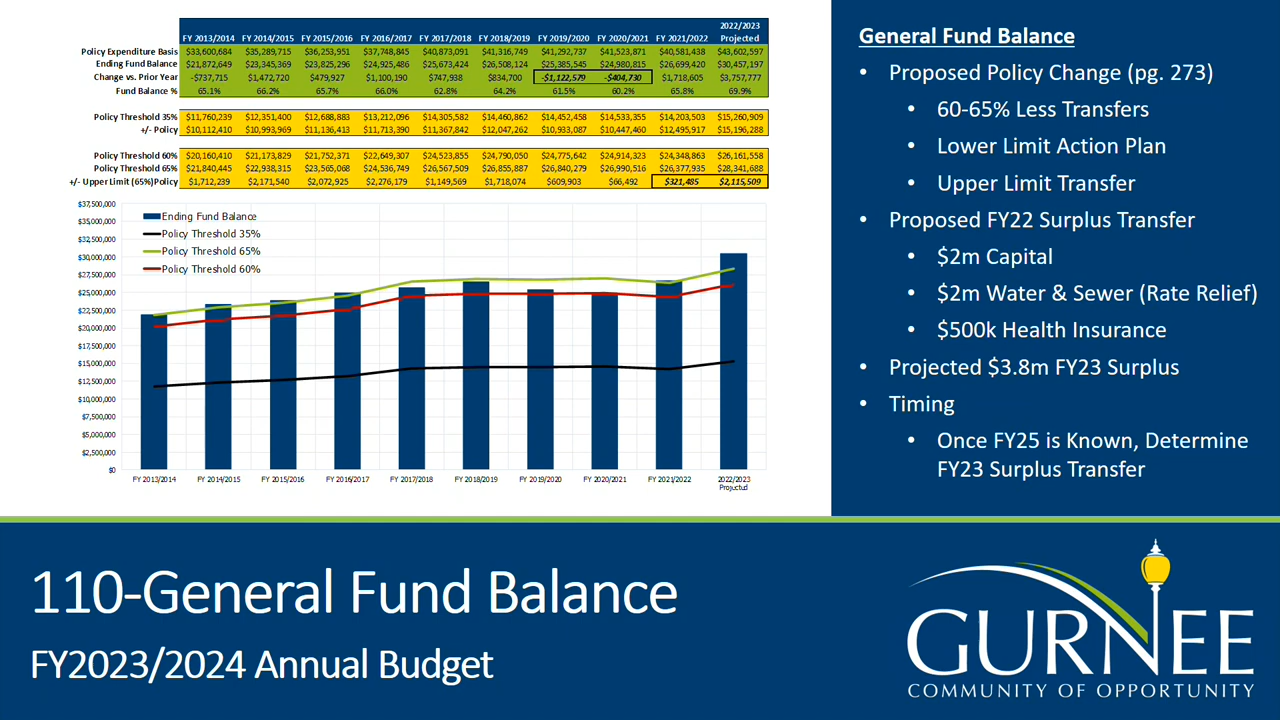 2022/2023
FY 2013/2014 FY 2014/2015 FY 2015/2016 FY 2016/2017 FY 2017/2018 FY 2018/2019 FY 2019/2020 FY 2020/2021 FY 2021/2022 Projected
Policy Expenditure Basis $33,600,684 $35,289,715 $36,253,951 $37,748,845 $40,873,091 $41,316,749 $41,292,737 $41,523,871 $40,581,438 $43,602,597
Ending Fund Balance $21,872,649 $23,345,369 $23,825,296 $24,925,486 $25,673,424 $26,508,124 $25,385,545 $24,980,815 $26,699,420 $30,457,197
Change vs. Prior Year -$737,715 $1,472,720 $479,927 $1,100,190 $747,938 $834,700 -$1,122,579 -$404,730 $1,718,605 $3,757,777
Fund Balance % 65.1% 66.2% 65.7% 66.0% 62.8% 64.2% 61.5% 60.2% 65.8% 69.9%
Policy Threshold 35% $11,760,239 $12,351,400 $12,688,883 $13,212,096 $14,305,582 $14,460,862 $14,452,458 $14,533,355 $14,203,503 $15,260,909
+/- Policy $10,112,410 $10,993,969 $11,136,413 $11,713,390 $11,367,842 $12,047,262 $10,933,087 $10,447,460 $12,495,917 $15,196,288
Policy Threshold 60% $20,160,410 $21,173,829 $21,752,371 $22,649,307 $24,523,855 $24,790,050 $24,775,642 $24,914,323 $24,348,863 $26,161,558
Policy Threshold 65% $21,840,445 $22,938,315 $23,565,068 $24,536,749 $26,567,509 $26,855,887 $26,840,279 $26,990,516 $26,377,935 $28,341,688
+/- Upper Limit (65%)Policy $1,712,239 $2,171,540 $2,072,925 $2,276,179 $1,149,569 $1,718,074 $609,903 $66,492 $321,485 $2,115,509
$37,500,000
$35,000,000
$32,500,000
$30,000,000
$27,500,000
$25,000,000
$22,500,000
$20,000,000
$17,500,000
$15,000,000
$12,500,000
$10,000,000
$7,500,000
$5,000,000
$2,500,000
$0
Ending Fund Balance
Policy Threshold 35%
Policy Threshold 65%
Policy Threshold 60%
FY 2013/2014 FY 2014/2015 FY 2015/2016 FY 2016/2017 FY 2017/2018 FY 2018/2019 FY 2019/2020 FY 2020/2021 FY 2021/2022 2022/2023
Projected
General Fund Balance
• Proposed Policy Change (pg. 273)
• 60-65% Less Transfers
• Lower Limit Action Plan
• Upper Limit Transfer
• Proposed FY22 Surplus Transfer
• $2m Capital
• $2m Water & Sewer (Rate Relief)
• $500k Health Insurance
• Projected $3.8m FY23 Surplus
• Timing
• Once FY25 is Known, Determine
FY23 Surplus Transfer
110-General Fund Balance
FY2023/2024 Annual Budget
GURNEE
COMMUNITY OF OPPORTUNITY